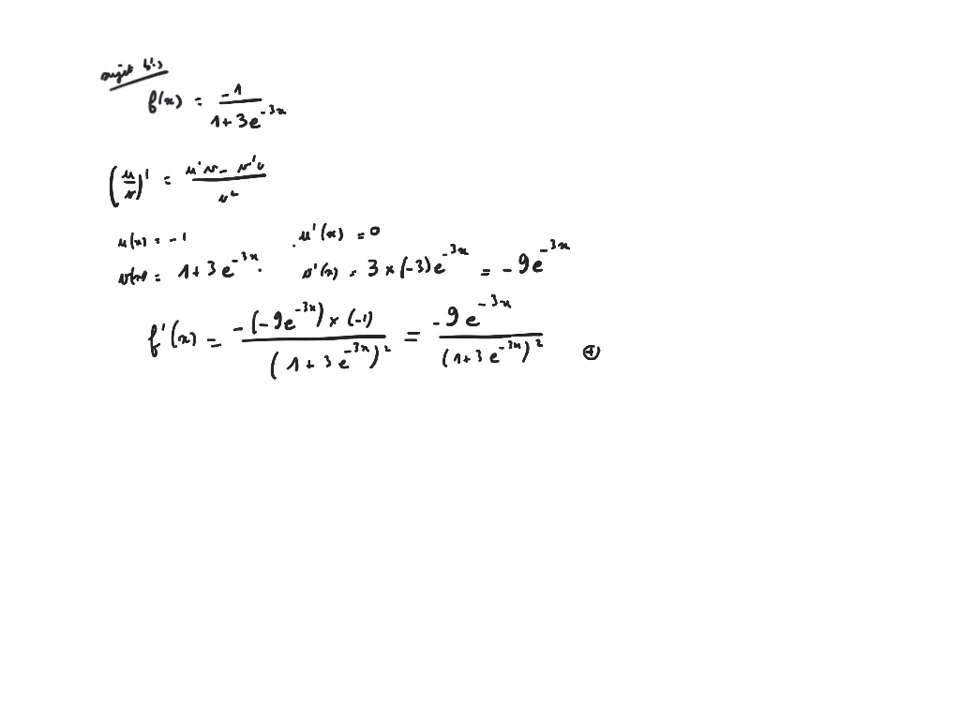 sujet bis
f(x) = -1 / (1 + 3e^{-3x})
(u/v)' = (u'v - v'u) / v²
u(x) = -1 u'(x) = 0
v(x) = 1 + 3e^{-3x}. v'(x) = 3 × (-3)e^{-3x} = -9e^{-3x}
f'(x) = (-(-9e^{-3x}) × (-1)) / (1 + 3e^{-3x})² = (-9e^{-3x}) / (1 + 3e^{-3x})² ⊕